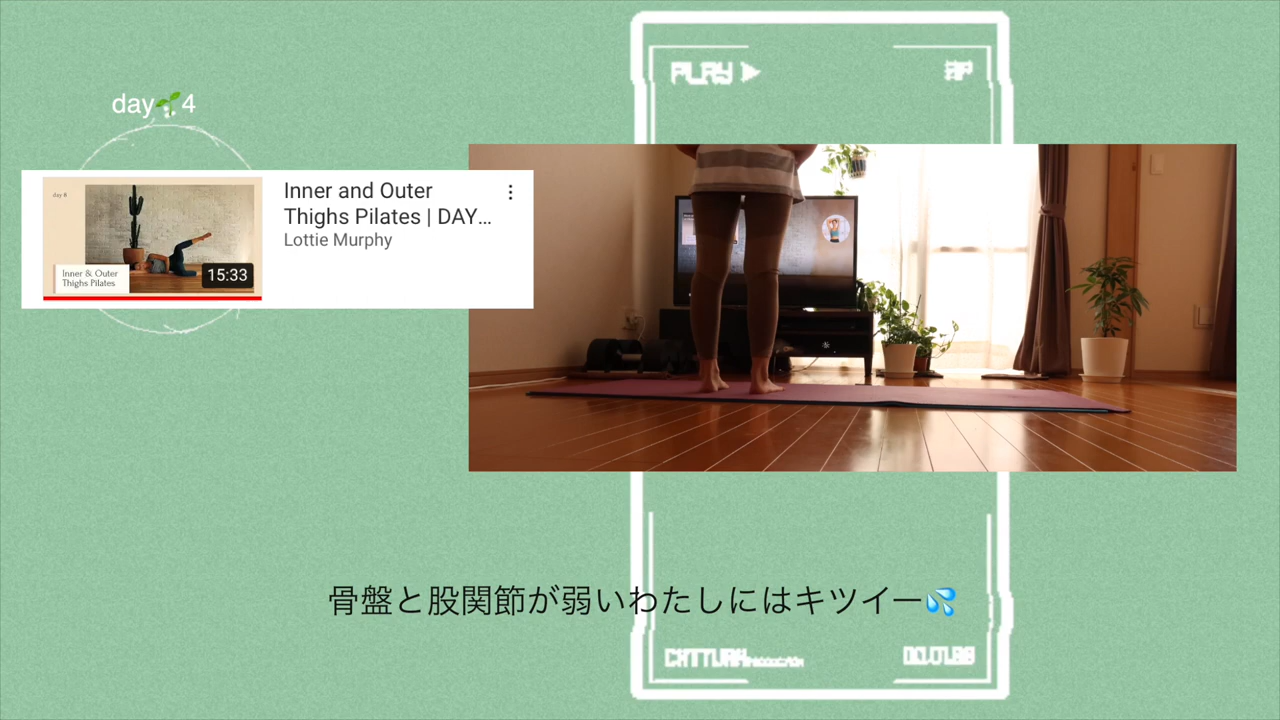 PLAY
day🌱4
Inner and Outer
Thighs Pilates | DAY...
Lottie Murphy
day 4
Inner & Outer
Thighs Pilates
15:33
骨盤と股関節が弱いわたしにはキツイー💦